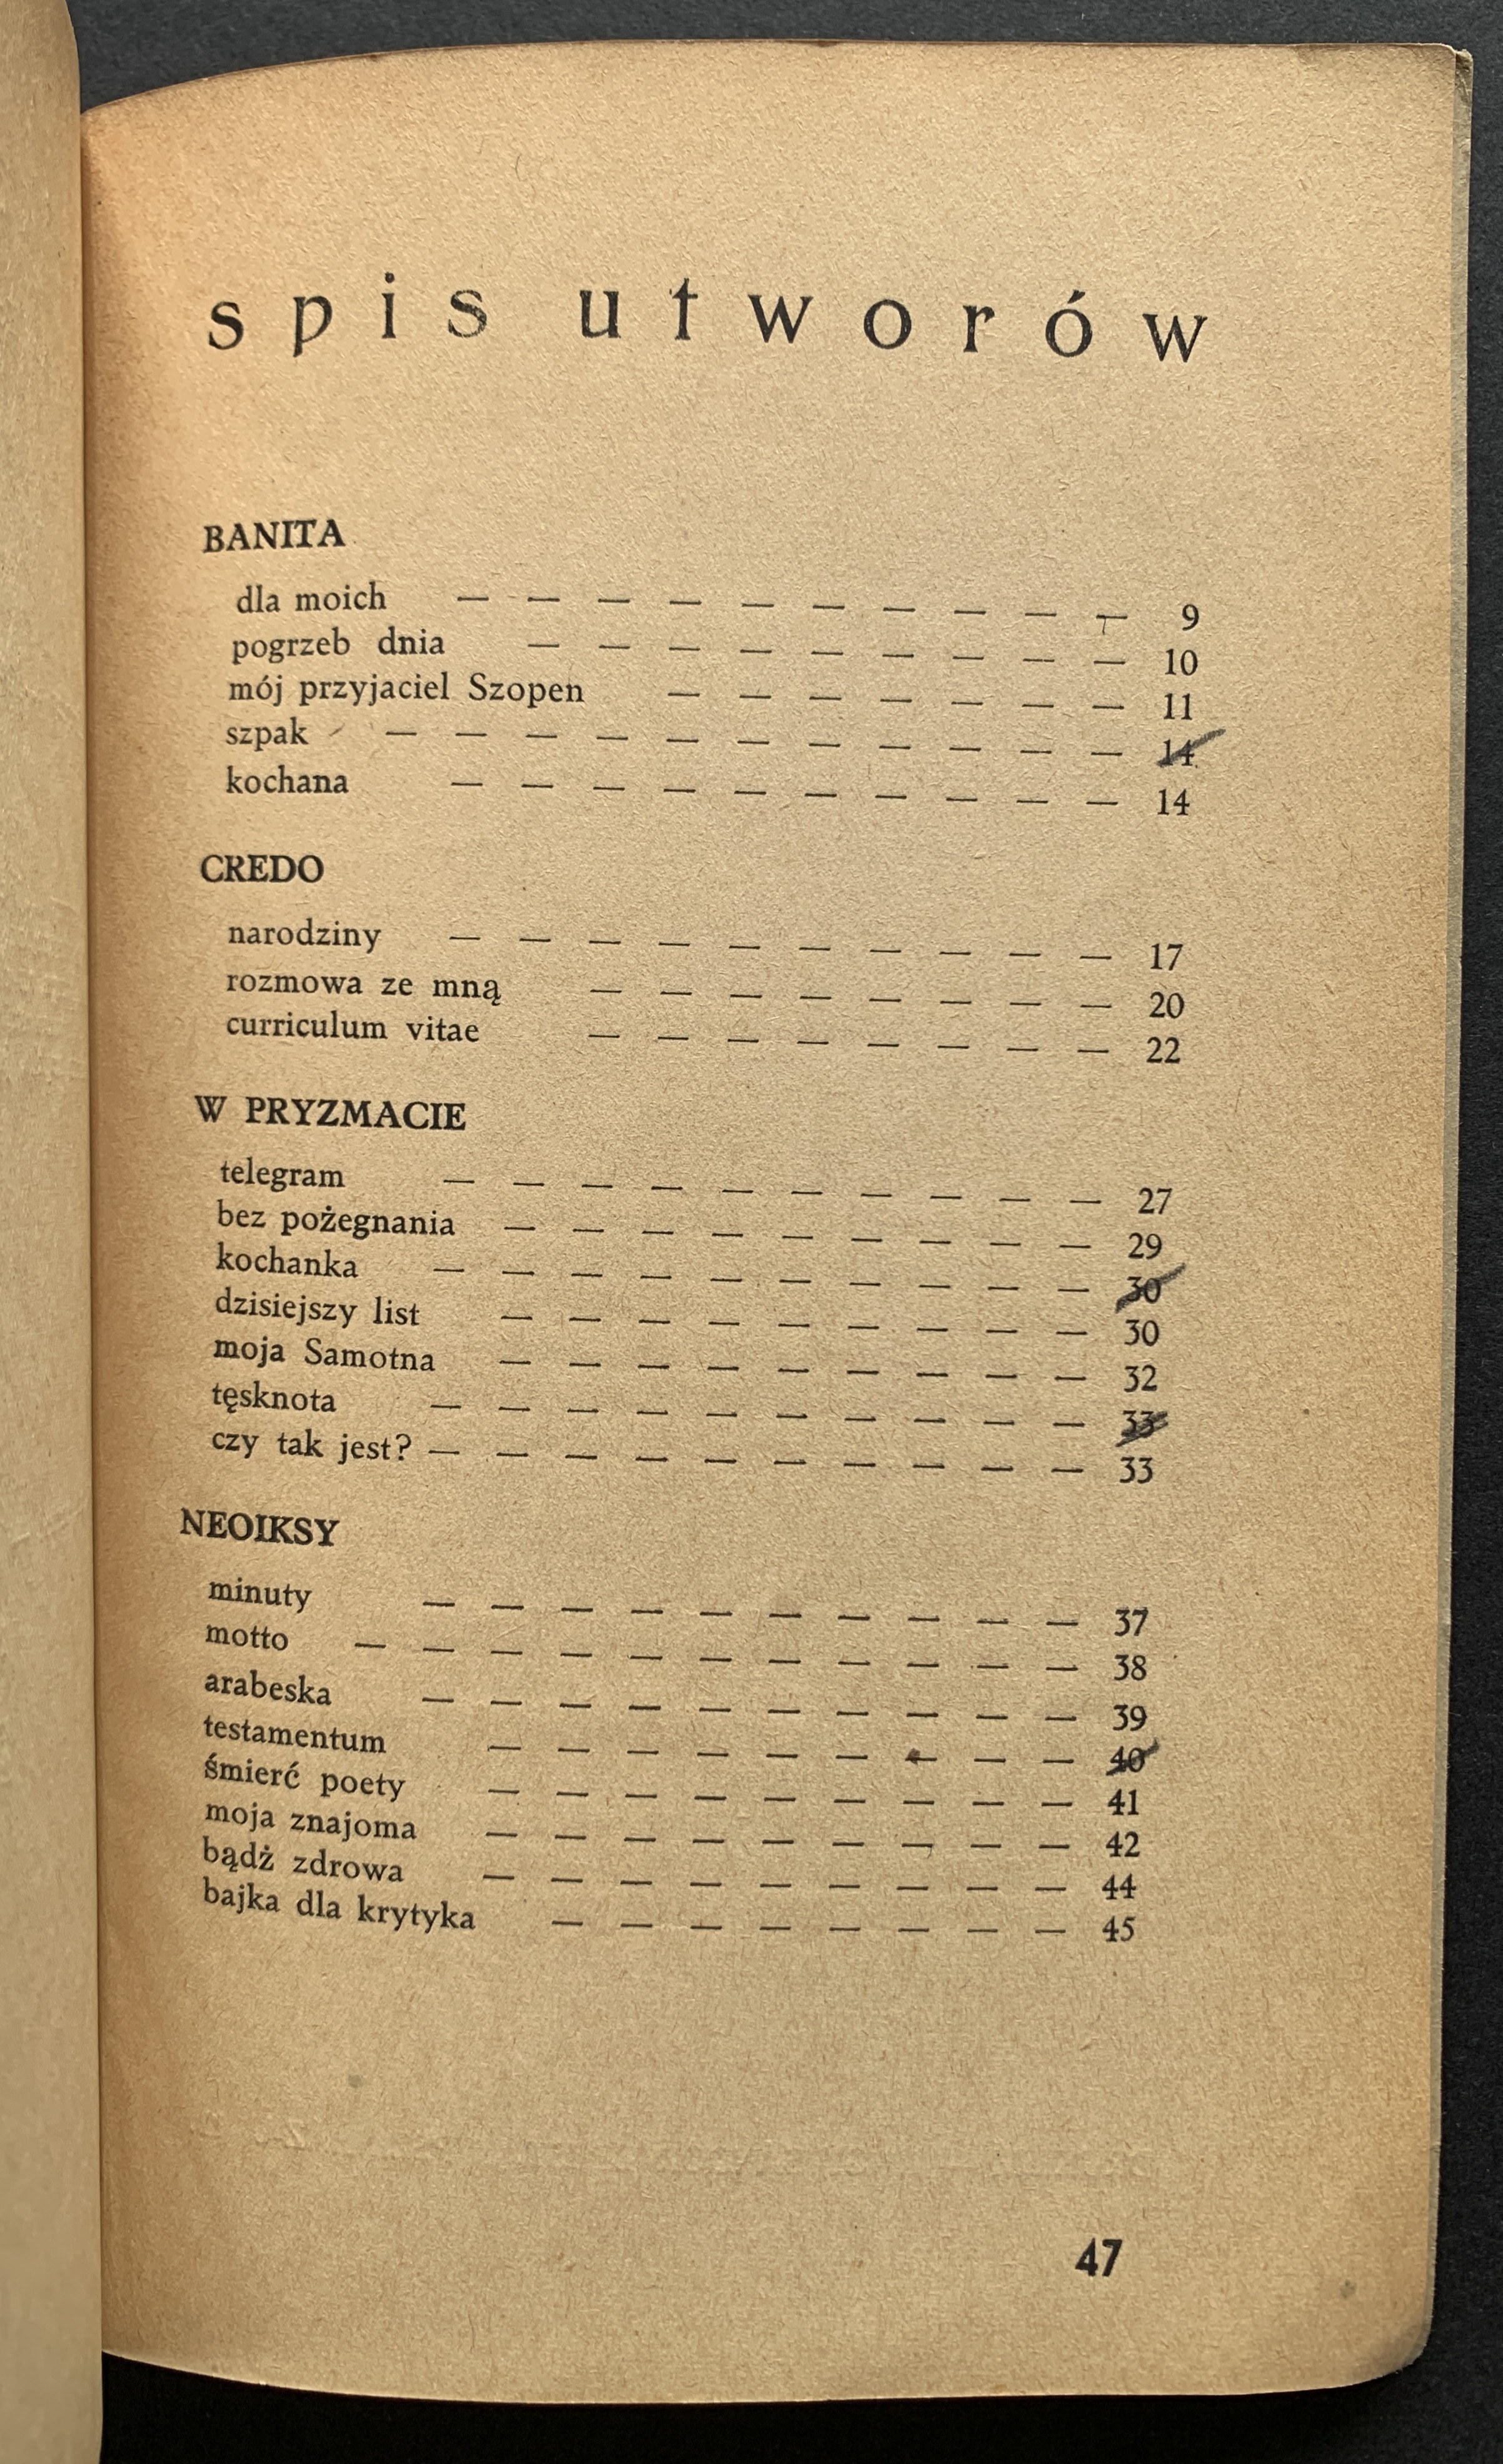 spis utworów
BANITA
dla moich — — — — — — — — — — 9
pogrzeb dnia — — — — — — — — — 10
mój przyjaciel Szopen — — — — — — — 11
szpak — — — — — — — — — — — 14
kochana — — — — — — — — — — 14
CREDO
narodziny — — — — — — — — — — 17
rozmowa ze mną — — — — — — — — 20
curriculum vitae — — — — — — — — 22
W PRYZMACIE
telegram — — — — — — — — — — 27
bez pożegnania — — — — — — — — — 29
kochanka — — — — — — — — — — 30
dzisiejszy list — — — — — — — — — 30
moja Samotna — — — — — — — — — 32
tęsknota — — — — — — — — — — 33
czy tak jest? — — — — — — — — — — 33
NEOIKSY
minuty — — — — — — — — — — 37
motto — — — — — — — — — — — 38
arabeska — — — — — — — — — — 39
testamentum — — — — — — — — — 40
śmierć poety — — — — — — — — — 41
moja znajoma — — — — — — — — — 42
bądż zdrowa — — — — — — — — — 44
bajka dla krytyka — — — — — — — — 45
47